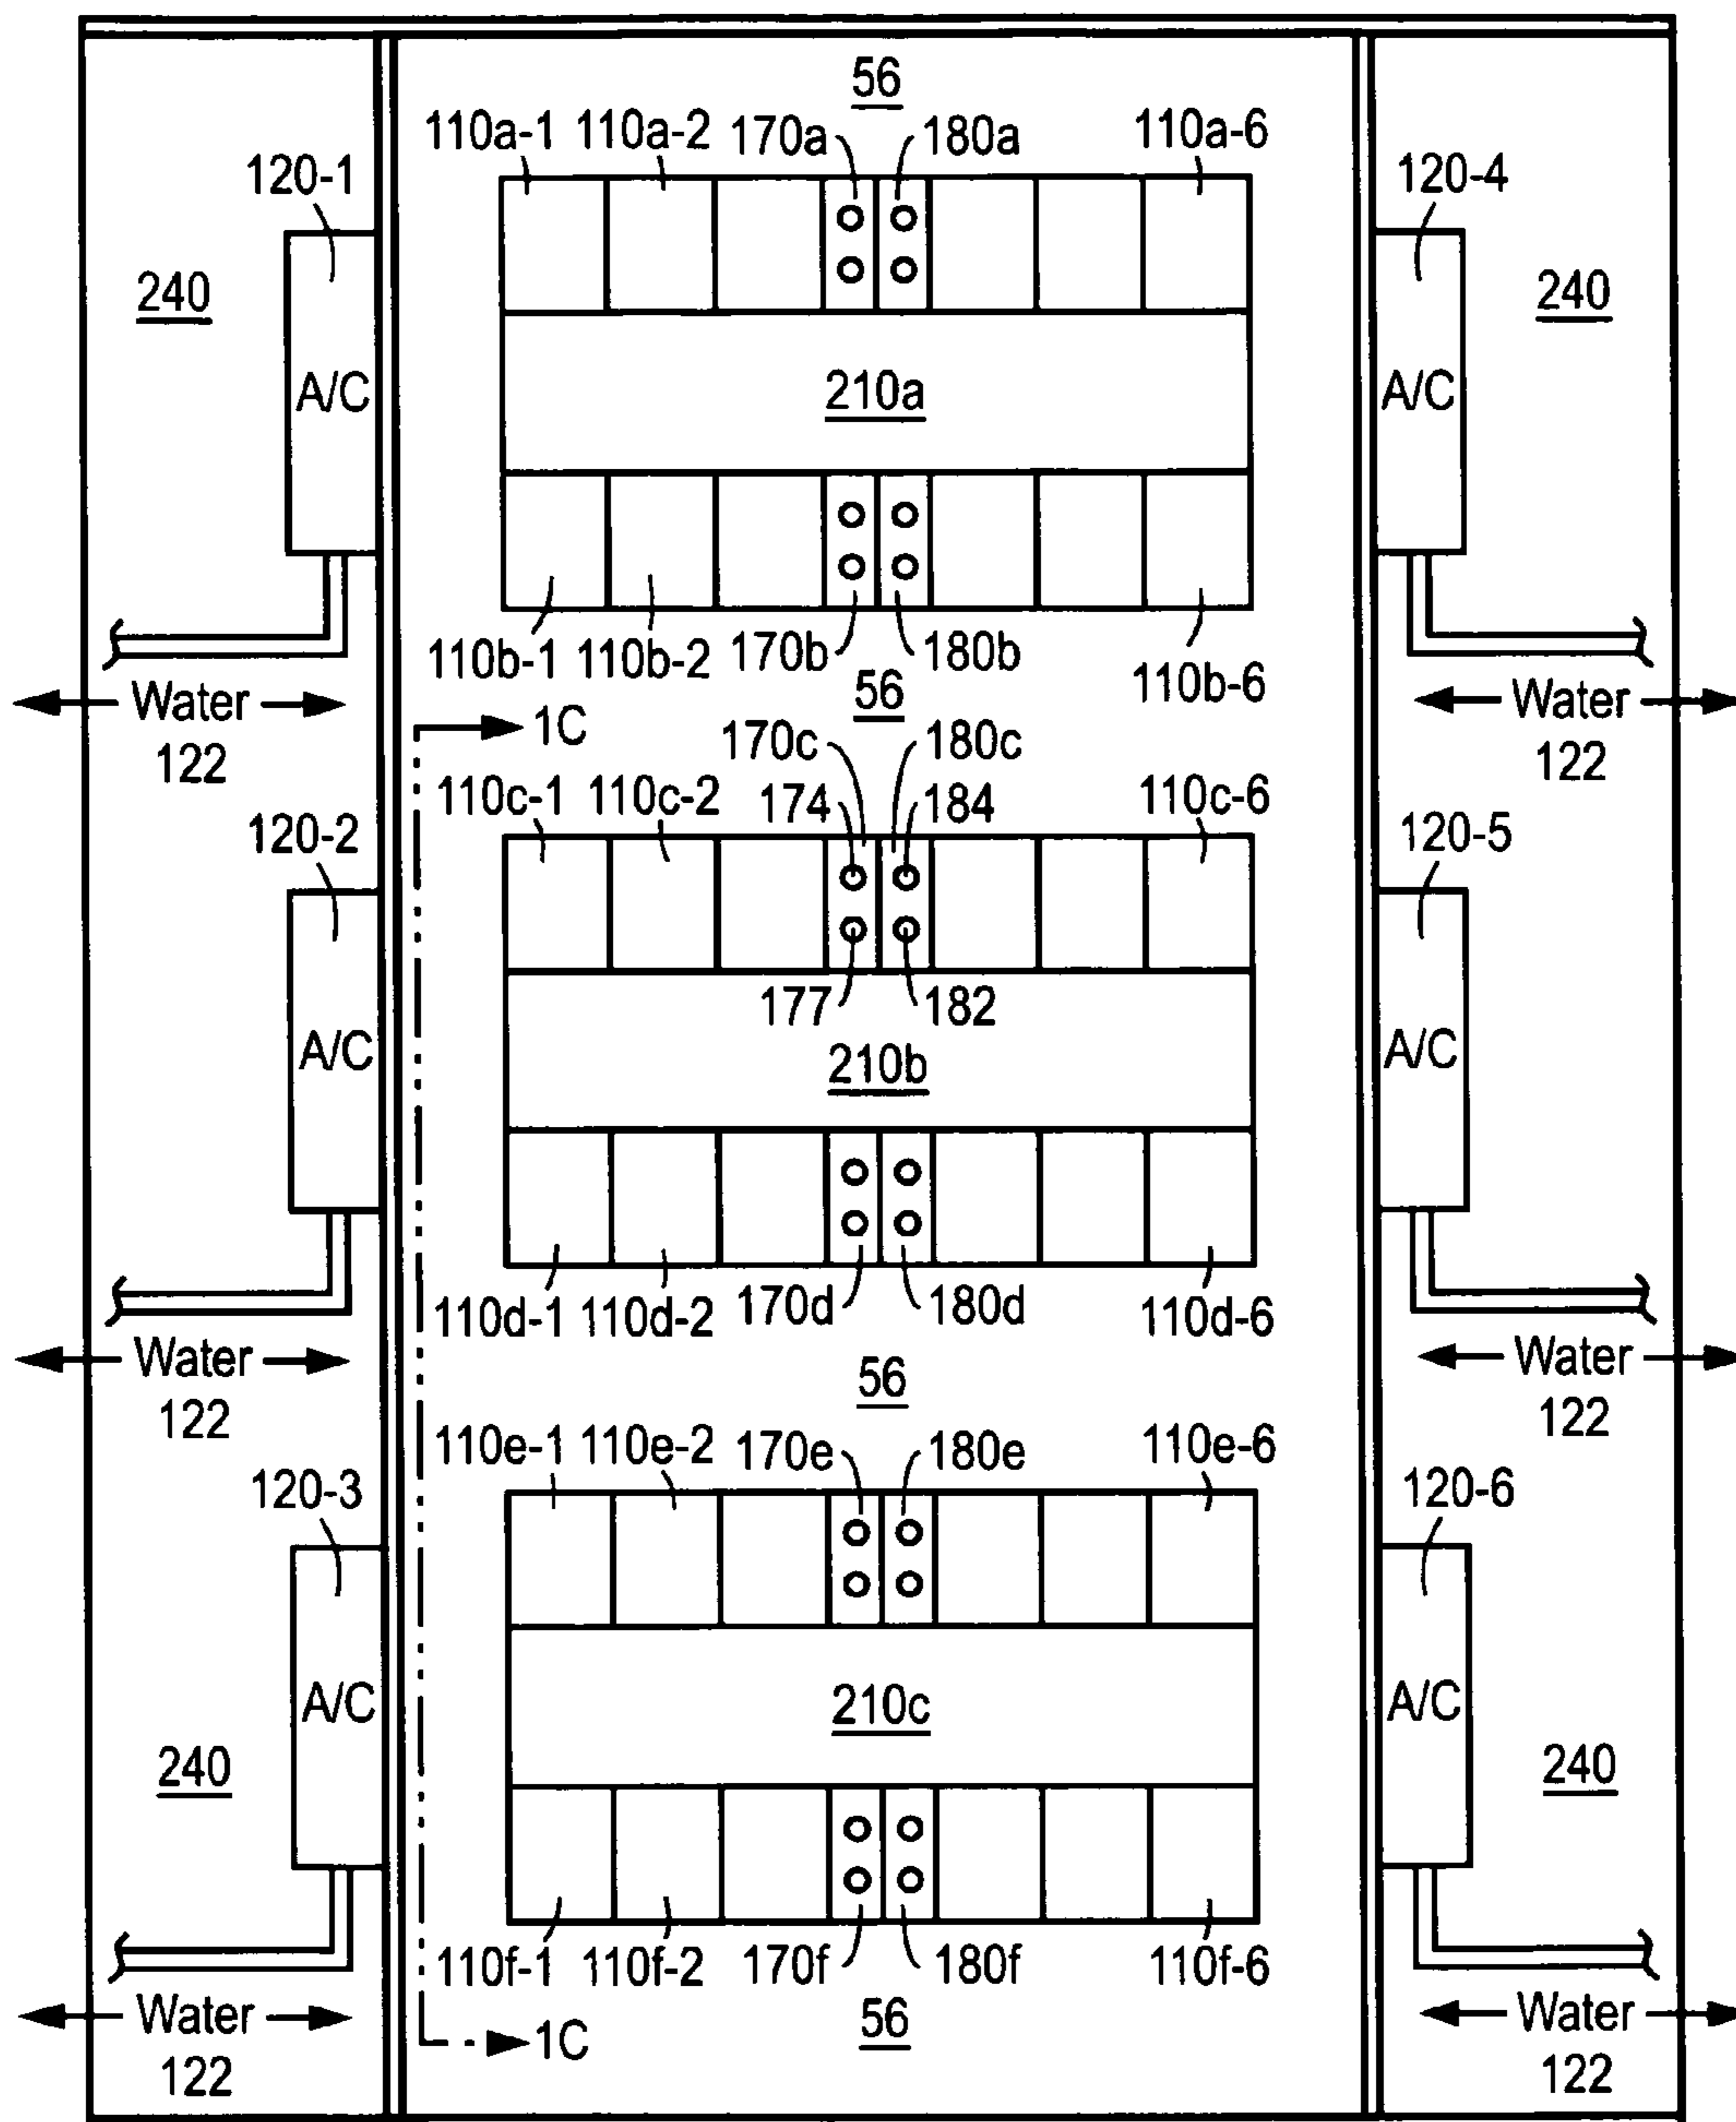 56
110a-1 110a-2 170a 180a 110a-6
120-1 120-4
240 240
A/C A/C
210a
110b-1 110b-2 170b 180b 110b-6
56
Water Water
122 122
1C
170c 180c
110c-1 110c-2 174 184 110c-6
120-2 120-5
177 182
A/C A/C
210b
110d-1 110d-2 170d 180d 110d-6
Water Water
122 122
56
110e-1 110e-2 170e 180e 110e-6
120-3 120-6
A/C A/C
210c
240 240
110f-1 110f-2 170f 180f 110f-6
Water Water
122 122
1C
56